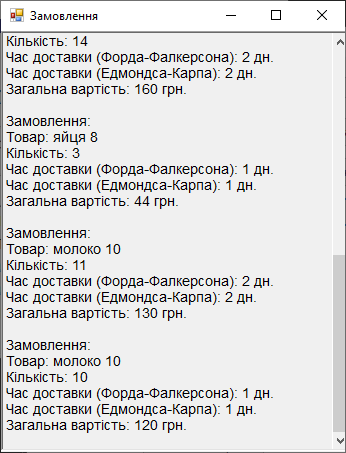 Замовлення
Кількість: 14
Час доставки (Форда-Фалкерсона): 2 дн.
Час доставки (Едмондса-Карпа): 2 дн.
Загальна вартість: 160 грн.
Замовлення:
Товар: яйця 8
Кількість: 3
Час доставки (Форда-Фалкерсона): 1 дн.
Час доставки (Едмондса-Карпа): 1 дн.
Загальна вартість: 44 грн.
Замовлення:
Товар: молоко 10
Кількість: 11
Час доставки (Форда-Фалкерсона): 2 дн.
Час доставки (Едмондса-Карпа): 2 дн.
Загальна вартість: 130 грн.
Замовлення:
Товар: молоко 10
Кількість: 10
Час доставки (Форда-Фалкерсона): 1 дн.
Час доставки (Едмондса-Карпа): 1 дн.
Загальна вартість: 120 грн.